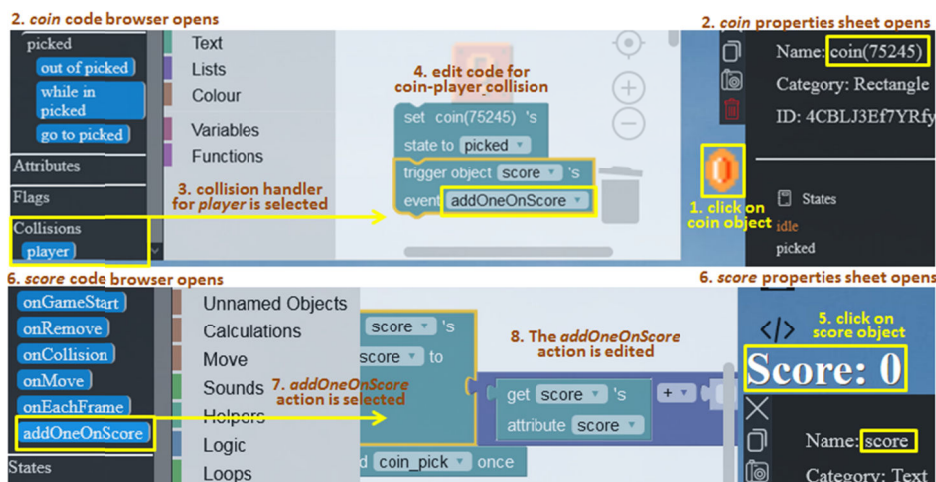 2. coin code browser opens
2. coin properties sheet opens
picked
out of picked
while in
picked
go to picked
Attributes
Flags
Collisions
player
Text
Lists
Colour
Variables
Functions
3. collision handler
for player is selected
4. edit code for
coin-player collision
set coin(75245) 's
state to picked
trigger object score 's
event addOneOnScore
1. click on
coin object
Name: coin(75245)
Category: Rectangle
ID: 4CBLJ3Ef7YRfy
States
idle
picked
6. score code browser opens
6. score properties sheet opens
onGameStart
onRemove
onCollision
onMove
onEachFrame
addOneOnScore
States
Unnamed Objects
Calculations
Move
Sounds
Helpers
Logic
Loops
7. addOneOnScore
action is selected
score 's
score to
8. The addOneOnScore
action is edited
get score 's
attribute score
+
d coin_pick once
5. click on
score object
</>
Score: 0
Name: score
Category: Text